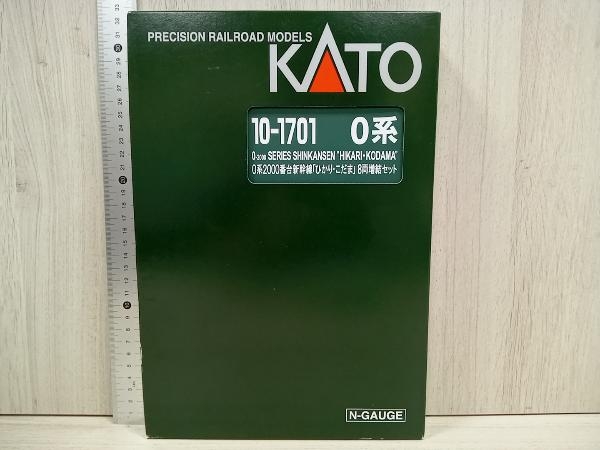 PRECISION RAILROAD MODELS
KATO
10-1701 0系
0-2000 SERIES SHINKANSEN "HIKARI·KODAMA"
0系2000番台新幹線「ひかり・こだま」8両増結セット
N-GAUGE